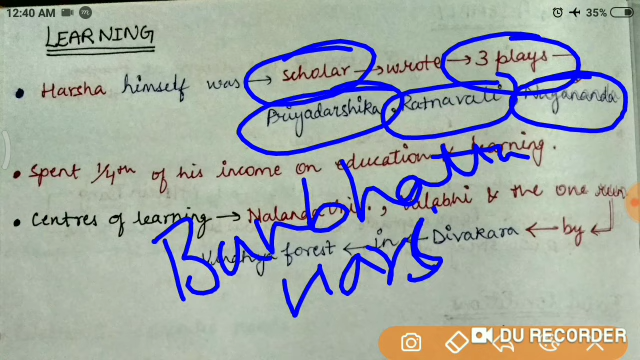 12:40 AM
35%
LEARNING
• Harsha himself was → scholar → wrote → 3 plays
Priyadarshika, Ratnavali, Nagananda
• Spent 1/4th of his income on education & learning.
• Centres of learning → Nalanda, Valabhi & the one run
Vindhya forest ← in ← Divakara ← by ←
Banbhatta
Hars
DU RECORDER